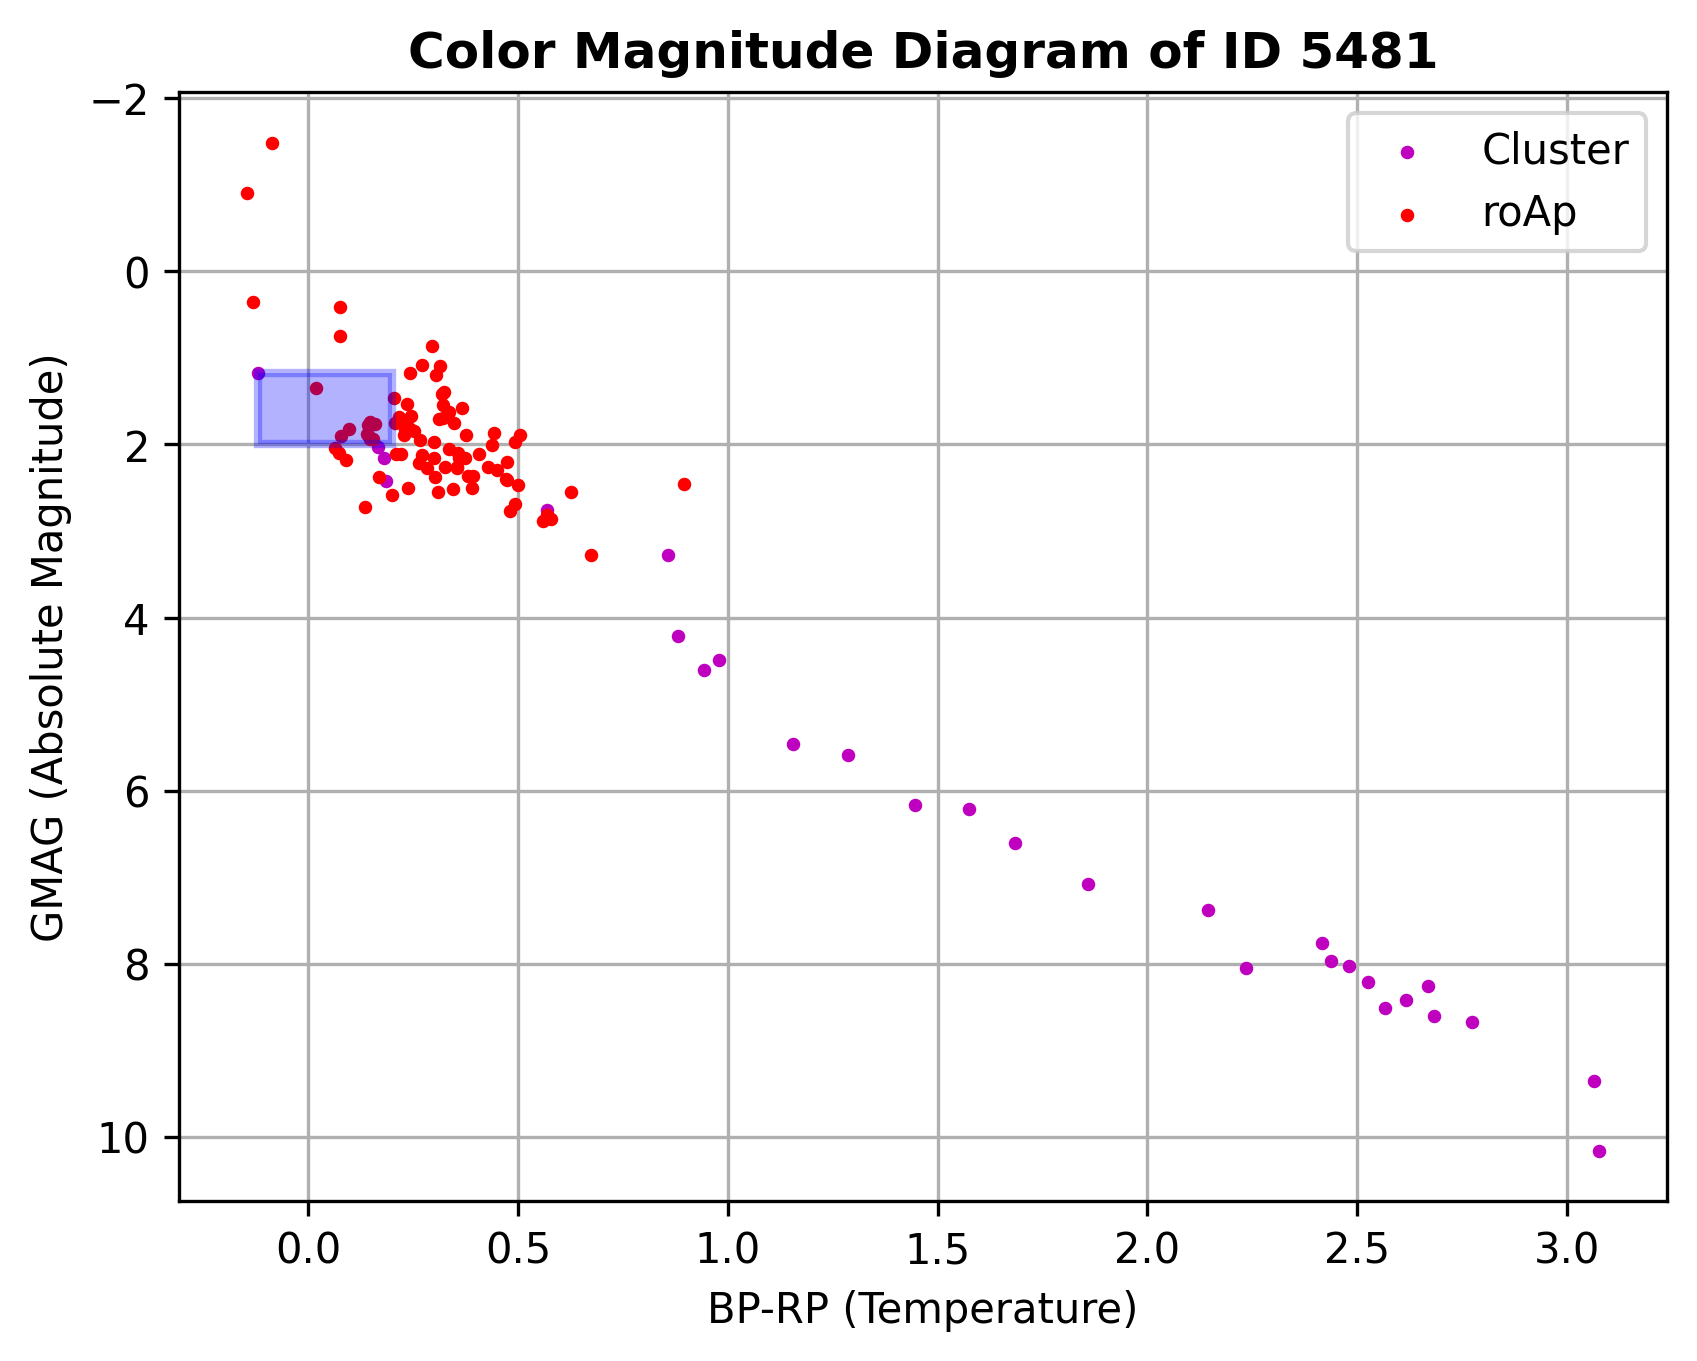 Color Magnitude Diagram of ID 5481
Cluster
roAp
GMAG (Absolute Magnitude)
−2
0
2
4
6
8
10
0.0 0.5 1.0 1.5 2.0 2.5 3.0
BP-RP (Temperature)